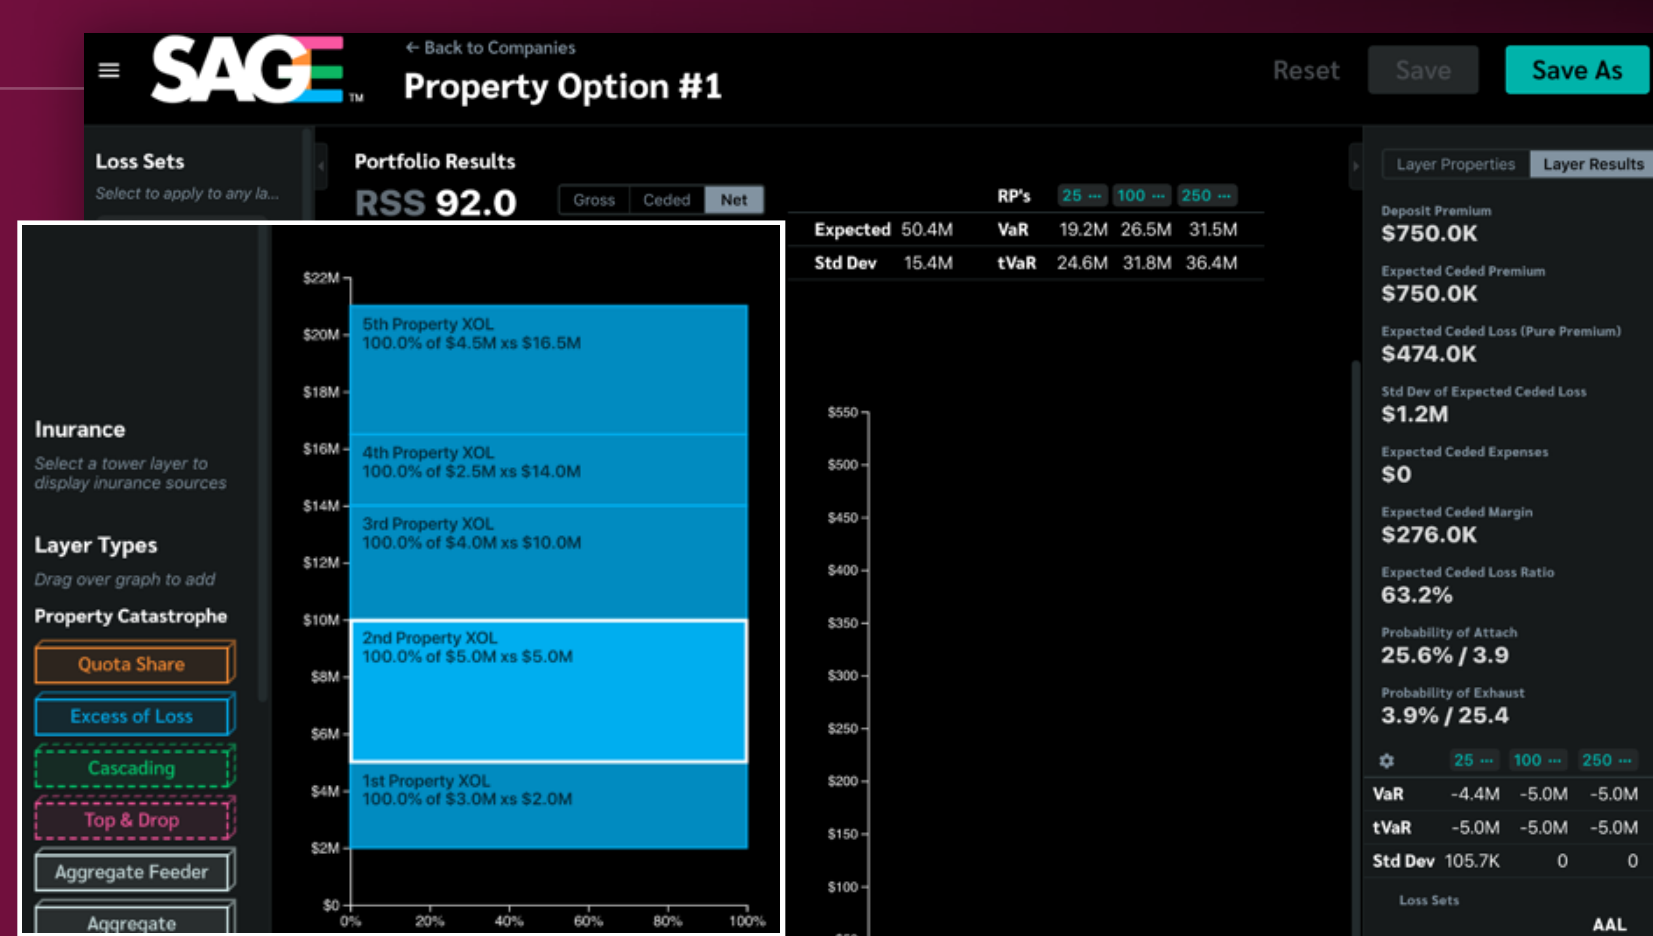 SAGE™
← Back to Companies
Property Option #1
Reset
Save
Save As
Loss Sets
Select to apply to any la...
Portfolio Results
RSS 92.0
Gross Ceded Net
RP's 25 ··· 100 ··· 250 ···
Expected 50.4M VaR 19.2M 26.5M 31.5M
Std Dev 15.4M tVaR 24.6M 31.8M 36.4M
Inurance
Select a tower layer to
display inurance sources
Layer Types
Drag over graph to add
Property Catastrophe
Quota Share
Excess of Loss
Cascading
Top & Drop
Aggregate Feeder
Aggregate
$22M
$20M
$18M
$16M
$14M
$12M
$10M
$8M
$6M
$4M
$2M
$0
0% 20% 40% 60% 80% 100%
5th Property XOL
100.0% of $4.5M xs $16.5M
4th Property XOL
100.0% of $2.5M xs $14.0M
3rd Property XOL
100.0% of $4.0M xs $10.0M
2nd Property XOL
100.0% of $5.0M xs $5.0M
1st Property XOL
100.0% of $3.0M xs $2.0M
$550
$500
$450
$400
$350
$300
$250
$200
$150
$100
Layer Properties Layer Results
Deposit Premium
$750.0K
Expected Ceded Premium
$750.0K
Expected Ceded Loss (Pure Premium)
$474.0K
Std Dev of Expected Ceded Loss
$1.2M
Expected Ceded Expenses
$0
Expected Ceded Margin
$276.0K
Expected Ceded Loss Ratio
63.2%
Probability of Attach
25.6% / 3.9
Probability of Exhaust
3.9% / 25.4
25 ··· 100 ··· 250 ···
VaR -4.4M -5.0M -5.0M
tVaR -5.0M -5.0M -5.0M
Std Dev 105.7K 0 0
Loss Sets
AAL